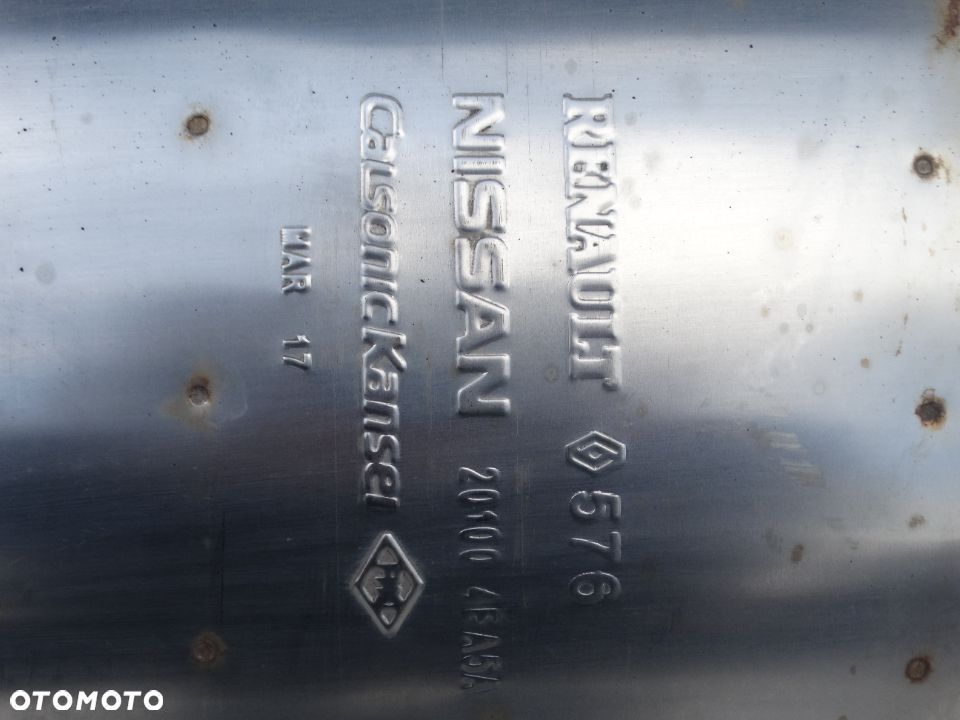 RENAULT 576
NISSAN 20100 4EA5A
CalsonicKansei
MAR 17
OTOMOTO